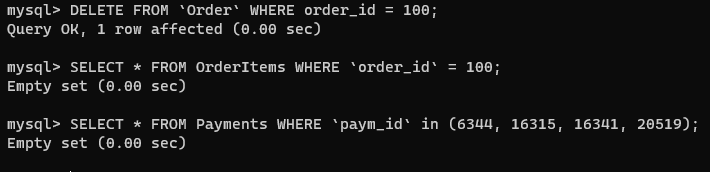 mysql> DELETE FROM `Order` WHERE order_id = 100;
Query OK, 1 row affected (0.00 sec)
mysql> SELECT * FROM OrderItems WHERE `order_id` = 100;
Empty set (0.00 sec)
mysql> SELECT * FROM Payments WHERE `paym_id` in (6344, 16315, 16341, 20519);
Empty set (0.00 sec)